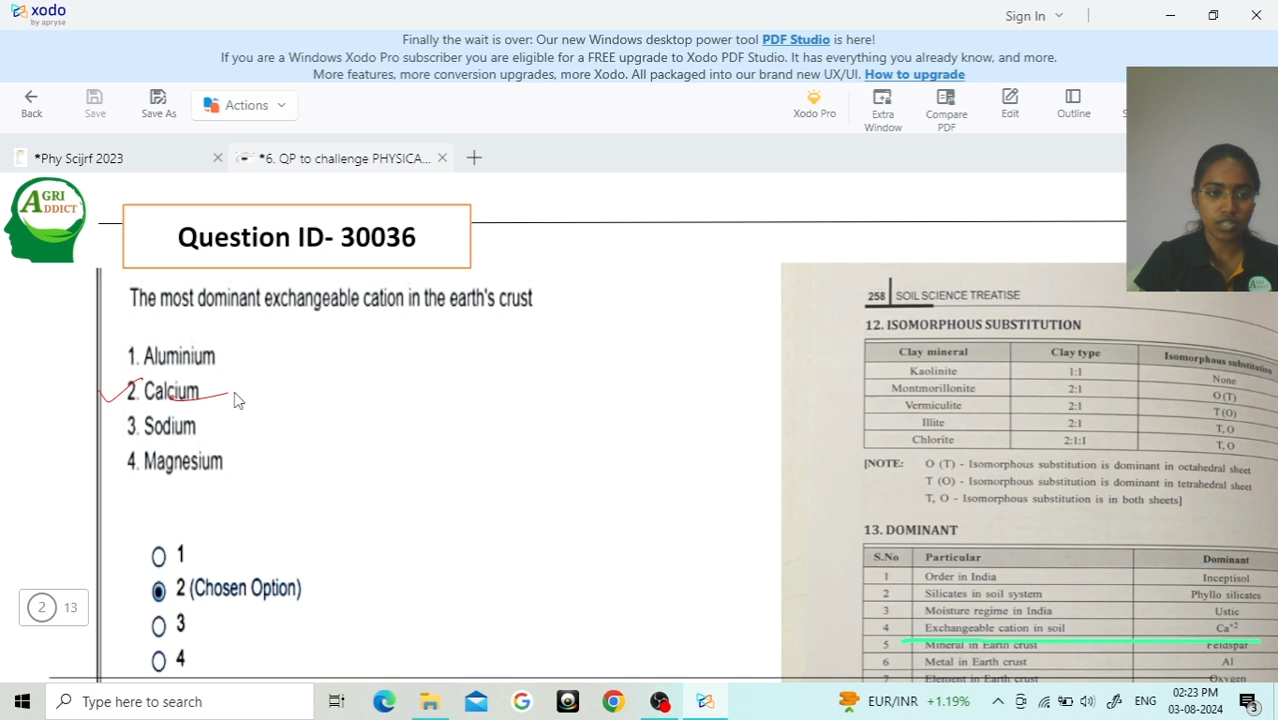 xodo
by apryse
Sign In
Finally the wait is over: Our new Windows desktop power tool PDF Studio is here!
If you are a Windows Xodo Pro subscriber you are eligible for a FREE upgrade to Xodo PDF Studio. It has everything you already know, and more.
More features, more conversion upgrades, more Xodo. All packaged into our brand new UX/UI. How to upgrade
Back
Save
Save As
Actions
Xodo Pro
Extra Window
Compare PDF
Edit
Outline
*Phy Scijrf 2023
*6. QP to challenge PHYSICA...
AGRI
ADDICT
Question ID- 30036
The most dominant exchangeable cation in the earth's crust
1. Aluminium
2. Calcium
3. Sodium
4. Magnesium
1
2 (Chosen Option)
3
4
2 13
258 SOIL SCIENCE TREATISE
12. ISOMORPHOUS SUBSTITUTION
Clay mineral Clay type Isomorphous substitution
Kaolinite 1:1 None
Montmorillonite 2:1 O (T)
Vermiculite 2:1 T (O)
Illite 2:1 T, O
Chlorite 2:1:1 T, O
[NOTE: O (T) - Isomorphous substitution is dominant in octahedral sheet
T (O) - Isomorphous substitution is dominant in tetrahedral sheet
T, O - Isomorphous substitution is in both sheets]
13. DOMINANT
S.No Particular Dominant
1 Order in India Inceptisol
2 Silicates in soil system Phyllo silicates
3 Moisture regime in India Ustic
4 Exchangeable cation in soil Ca+2
5 Mineral in Earth crust Feldspar
6 Metal in Earth crust Al
7 Element in Earth crust Oxygen
Type here to search
EUR/INR +1.19%
ENG
02:23 PM
03-08-2024
3